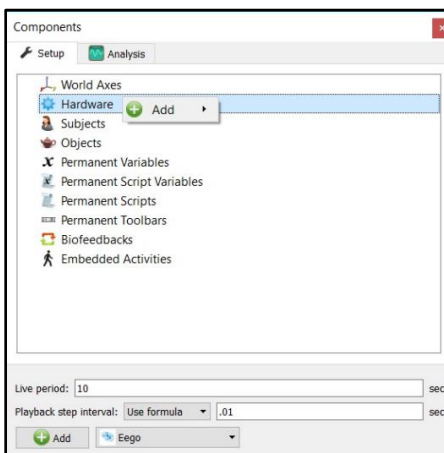 Components
Setup Analysis
World Axes
Hardware
Add
Subjects
Objects
Permanent Variables
Permanent Script Variables
Permanent Scripts
Permanent Toolbars
Biofeedbacks
Embedded Activities
Live period: 10 sec
Playback step interval: Use formula .01 sec
Add Eego